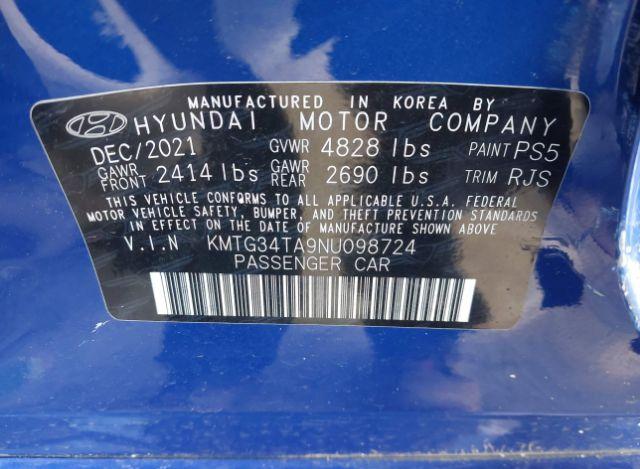 MANUFACTURED IN KOREA BY
HYUNDAI MOTOR COMPANY
DEC/2021 GVWR 4828 lbs PAINT PS5
GAWR FRONT 2414 lbs GAWR REAR 2690 lbs TRIM RJS
THIS VEHICLE CONFORMS TO ALL APPLICABLE U.S.A. FEDERAL
MOTOR VEHICLE SAFETY, BUMPER, AND THEFT PREVENTION STANDARDS
IN EFFECT ON THE DATE OF MANUFACTURE SHOWN ABOVE
V.I.N KMTG34TA9NU098724
PASSENGER CAR